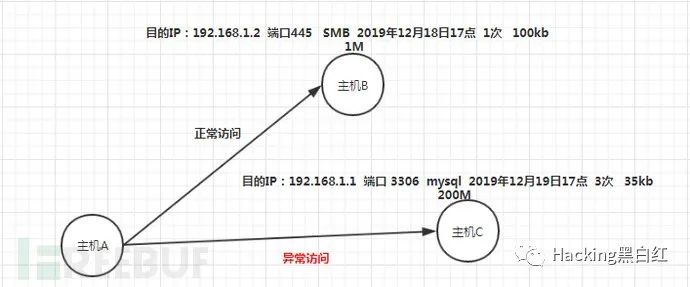 目的IP：192.168.1.2 端口445 SMB 2019年12月18日17点 1次 100kb
1M
主机B
正常访问
目的IP：192.168.1.1 端口 3306 mysql 2019年12月19日17点 3次 35kb
200M
主机A
主机C
异常访问
REEBUF
Hacking黑白红